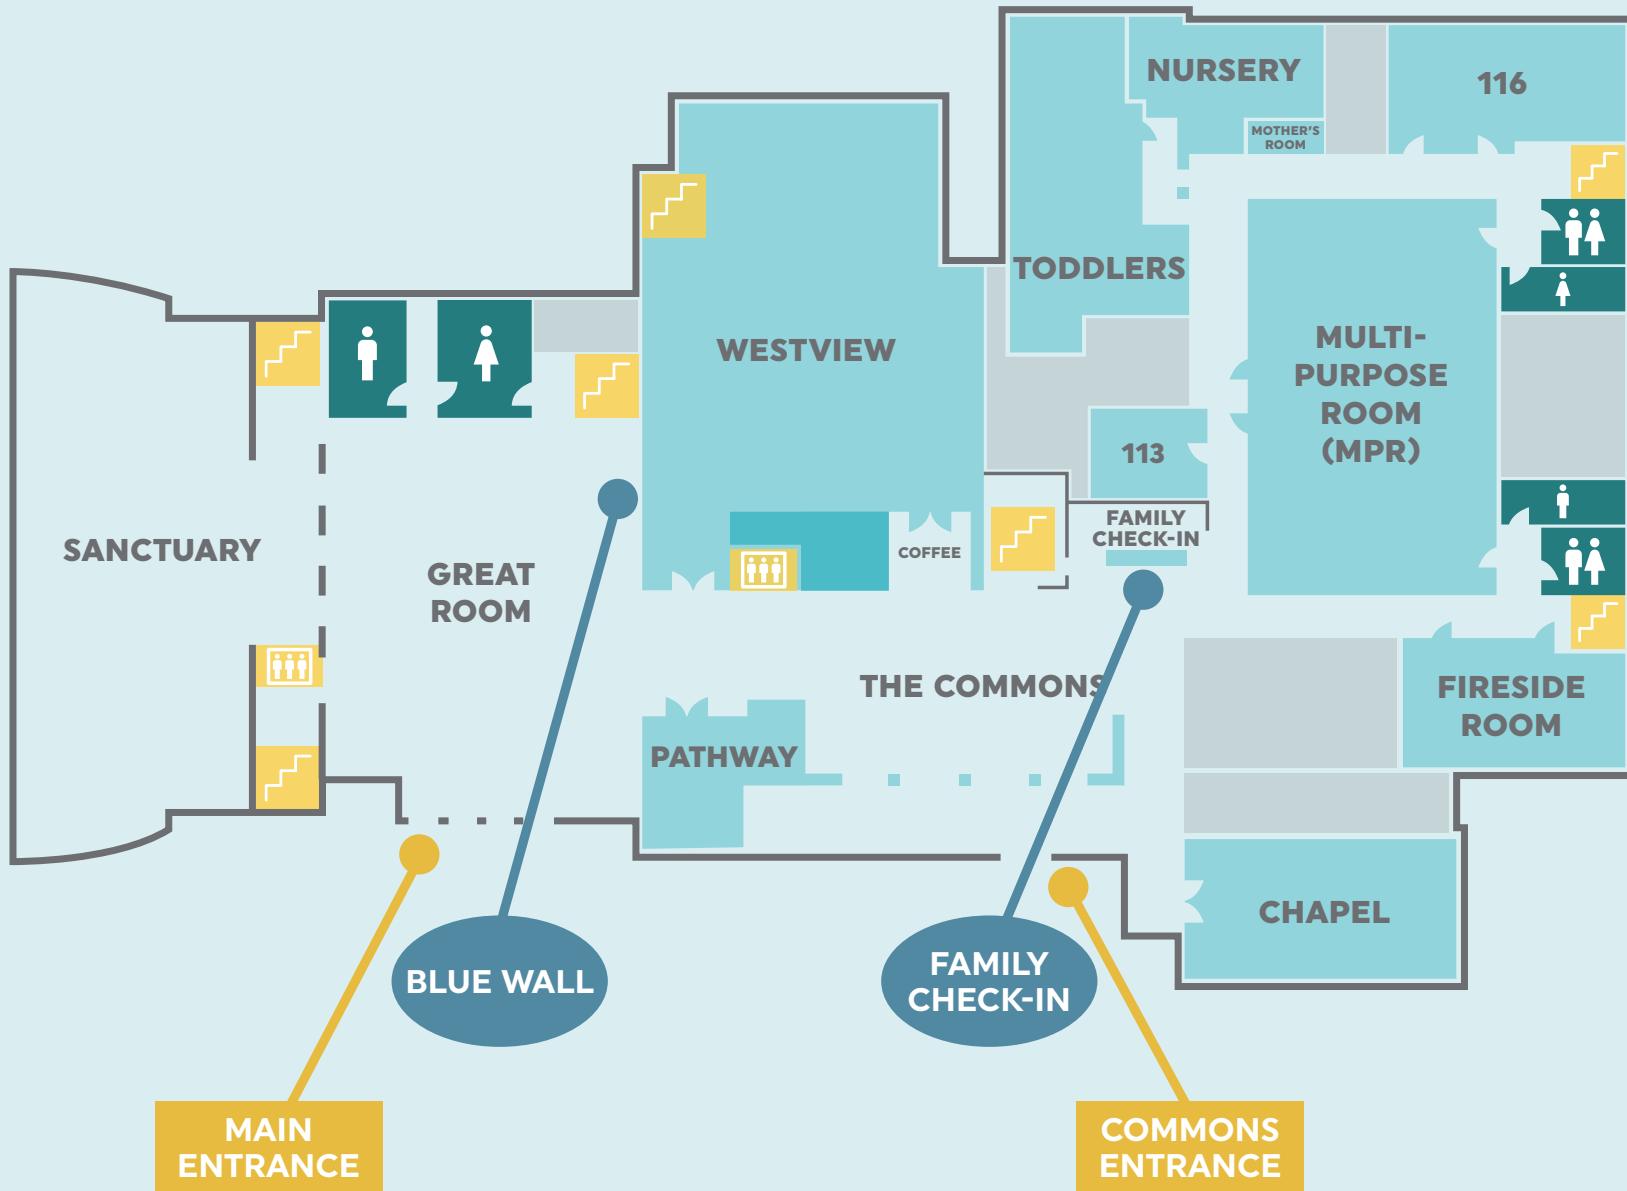 NURSERY
116
MOTHER'S
ROOM
TODDLERS
WESTVIEW
MULTI-
PURPOSE
ROOM
(MPR)
113
FAMILY
CHECK-IN
COFFEE
SANCTUARY
GREAT
ROOM
THE COMMONS
FIRESIDE
ROOM
PATHWAY
CHAPEL
BLUE WALL
FAMILY
CHECK-IN
MAIN
ENTRANCE
COMMONS
ENTRANCE